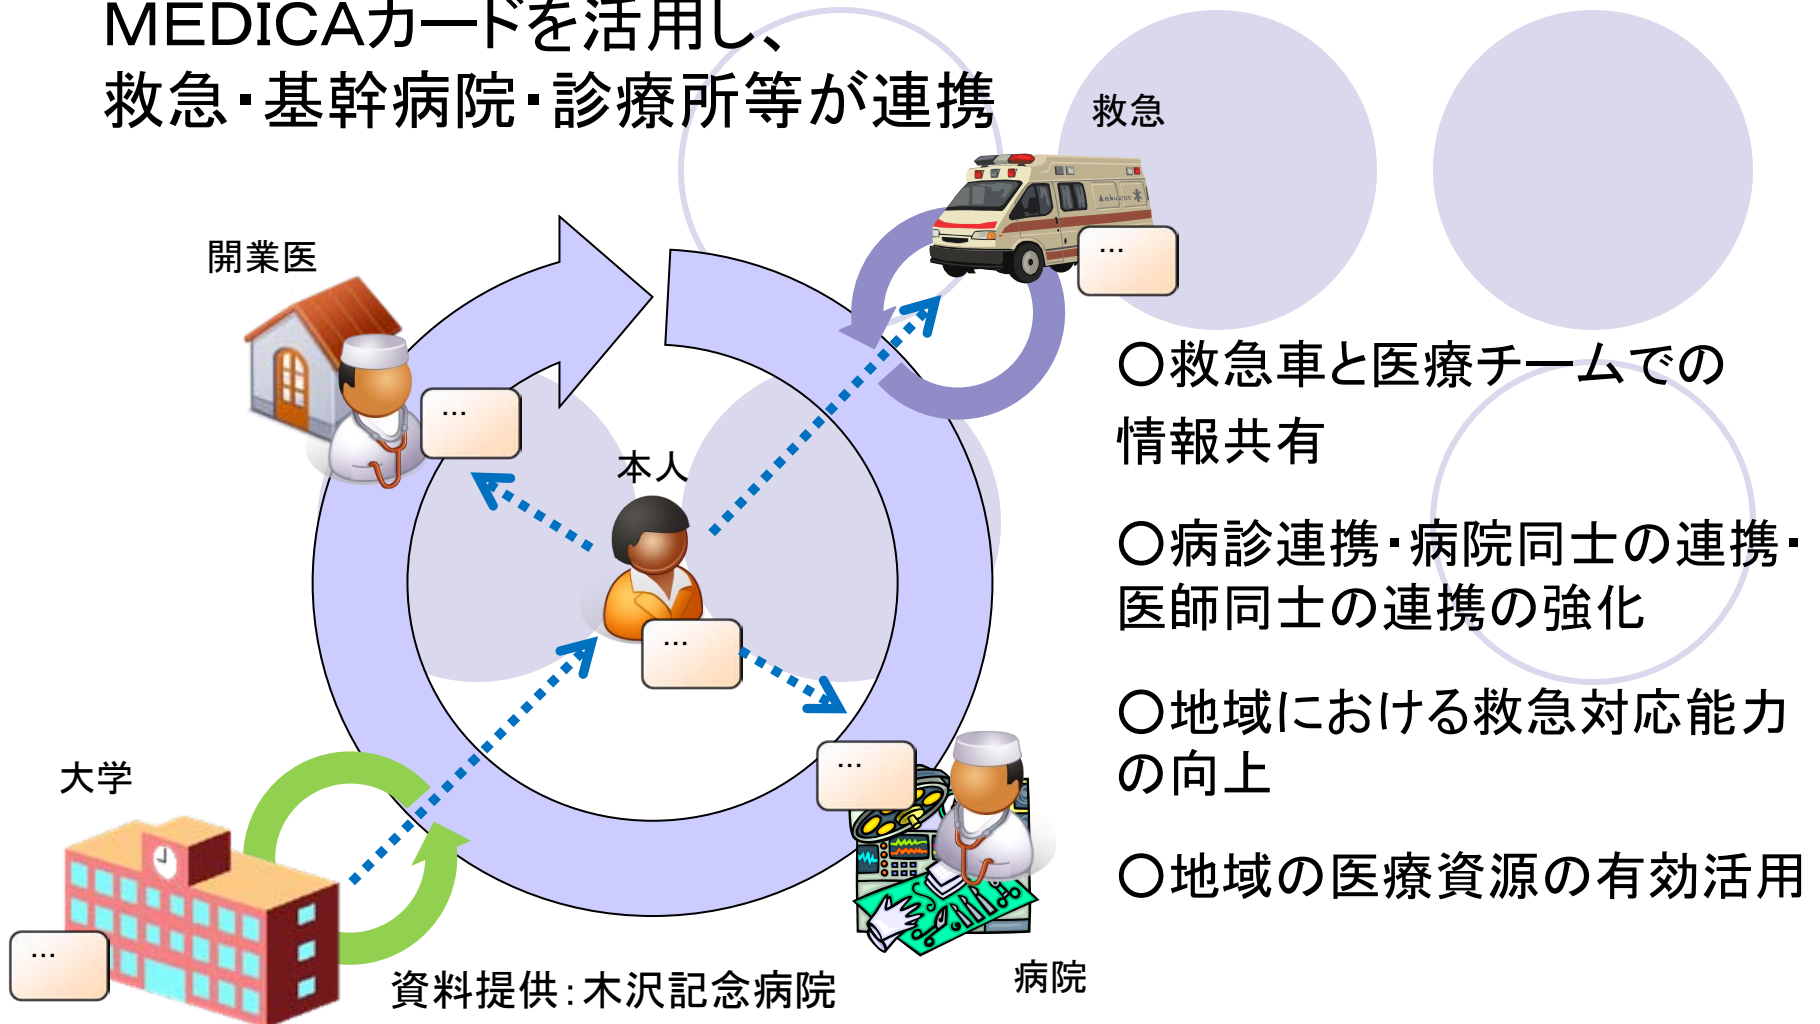 MEDICAカードを活用し、
救急・基幹病院・診療所等が連携
救急
Ambulance
開業医
…
…
本人
…
〇救急車と医療チームでの
情報共有
〇病診連携・病院同士の連携・
医師同士の連携の強化
〇地域における救急対応能力
の向上
〇地域の医療資源の有効活用
大学
…
…
病院
資料提供：木沢記念病院